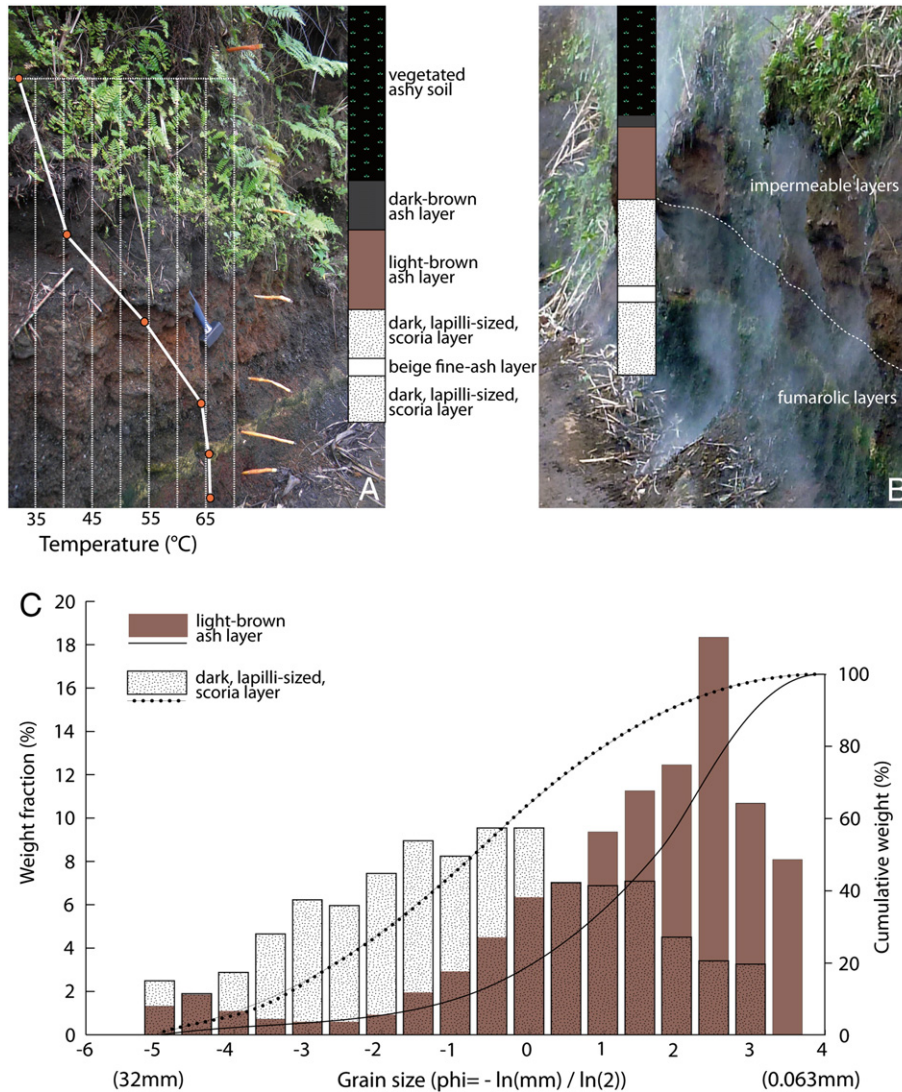 vegetated
ashy soil
dark-brown
ash layer
light-brown
ash layer
dark, lapilli-sized,
scoria layer
beige fine-ash layer
dark, lapilli-sized,
scoria layer
A
35 45 55 65
Temperature (°C)
impermeable layers
fumarolic layers
B
C
light-brown
ash layer
dark, lapilli-sized,
scoria layer
20
18
16
14
12
10
8
6
4
2
0
Weight fraction (%)
100
80
60
40
20
0
Cumulative weight (%)
-6 -5 -4 -3 -2 -1 0 1 2 3 4
(32mm) Grain size (phi= - ln(mm) / ln(2)) (0.063mm)